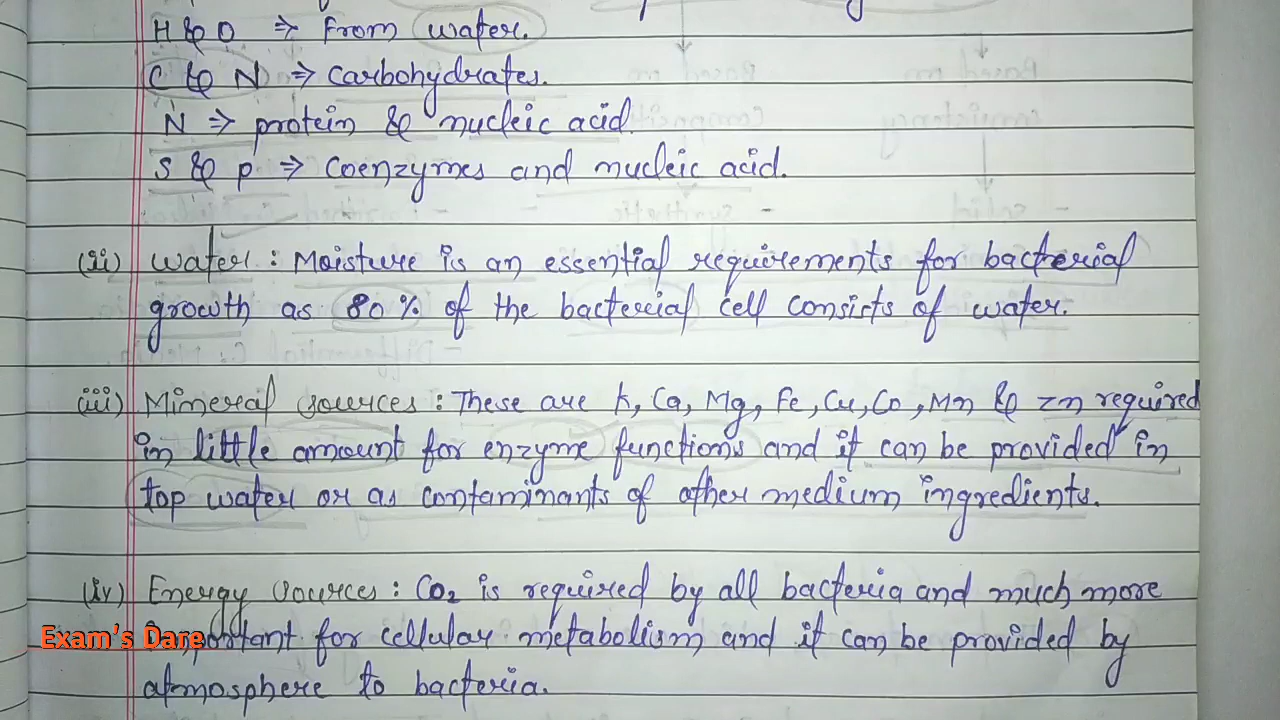 H & O ⇒ From water.
C & N ⇒ carbohydrates.
N ⇒ protein & nucleic acid.
S & p ⇒ coenzymes and nucleic acid.
(ii) water : Moisture is an essential requirements for bacterial
growth as 80% of the bacterial cell consists of water.
(iii) Mineral sources : These are K, Ca, Mg, Fe, Cu, Co, Mn & zn required
in little amount for enzyme functions and it can be provided in
top water or as contaminants of other medium ingredients.
(iv) Energy sources : CO₂ is required by all bacteria and much more
important for cellular metabolism and it can be provided by
Exam's Dare
atmosphere to bacteria.